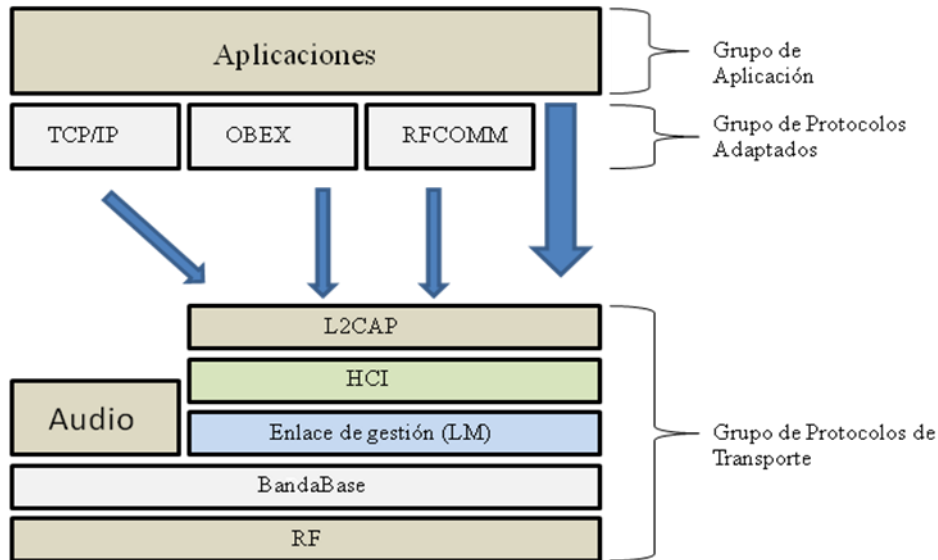 Aplicaciones
Grupo de
Aplicación
TCP/IP
OBEX
RFCOMM
Grupo de Protocolos
Adaptados
L2CAP
HCI
Audio
Enlace de gestión (LM)
Grupo de Protocolos de
Transporte
BandaBase
RF